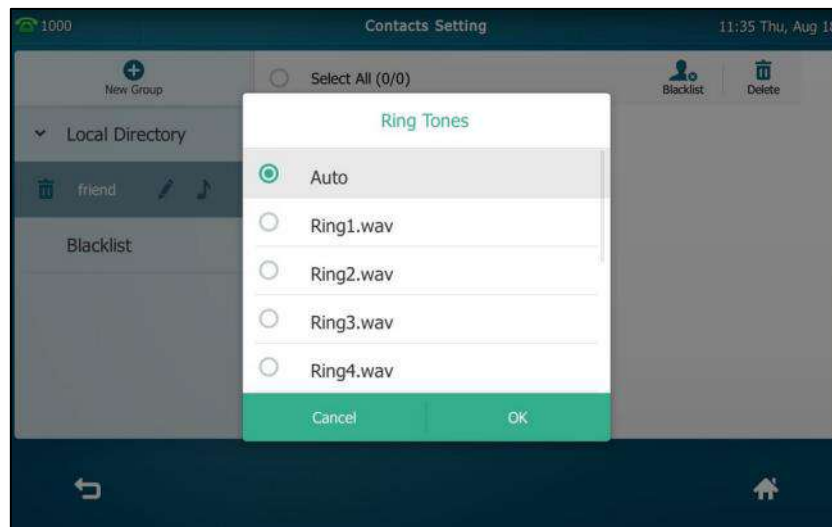 1000
Contacts Setting
11:35 Thu, Aug 18
New Group
Select All (0/0)
Blacklist
Delete
Local Directory
friend
Blacklist
Ring Tones
Auto
Ring1.wav
Ring2.wav
Ring3.wav
Ring4.wav
Cancel
OK